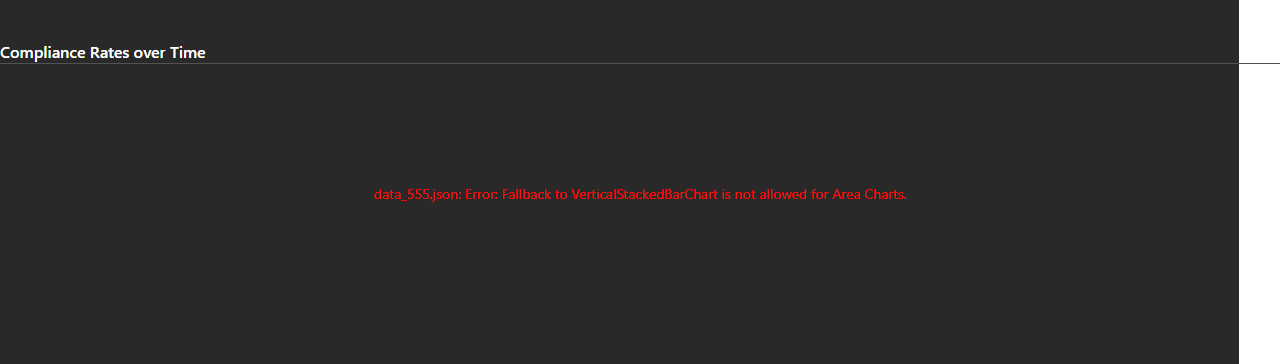 Compliance Rates over Time
data_555.json: Error: Fallback to VerticalStackedBarChart is not allowed for Area Charts.